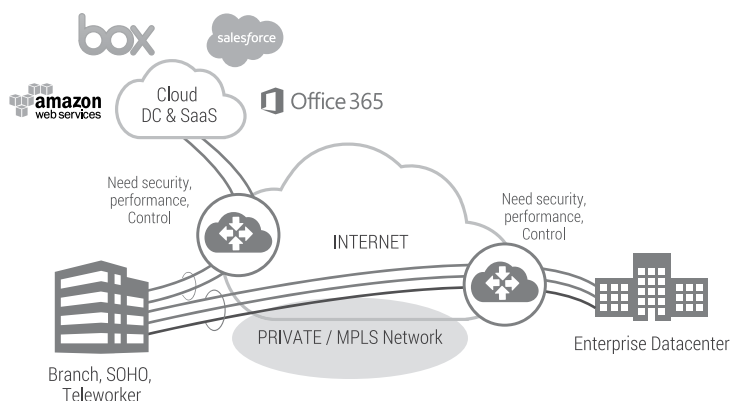 box
salesforce
amazon
web services
Cloud
DC & SaaS
Office 365
Need security,
performance,
Control
Need security,
performance,
Control
INTERNET
PRIVATE / MPLS Network
Enterprise Datacenter
Branch, SOHO,
Teleworker